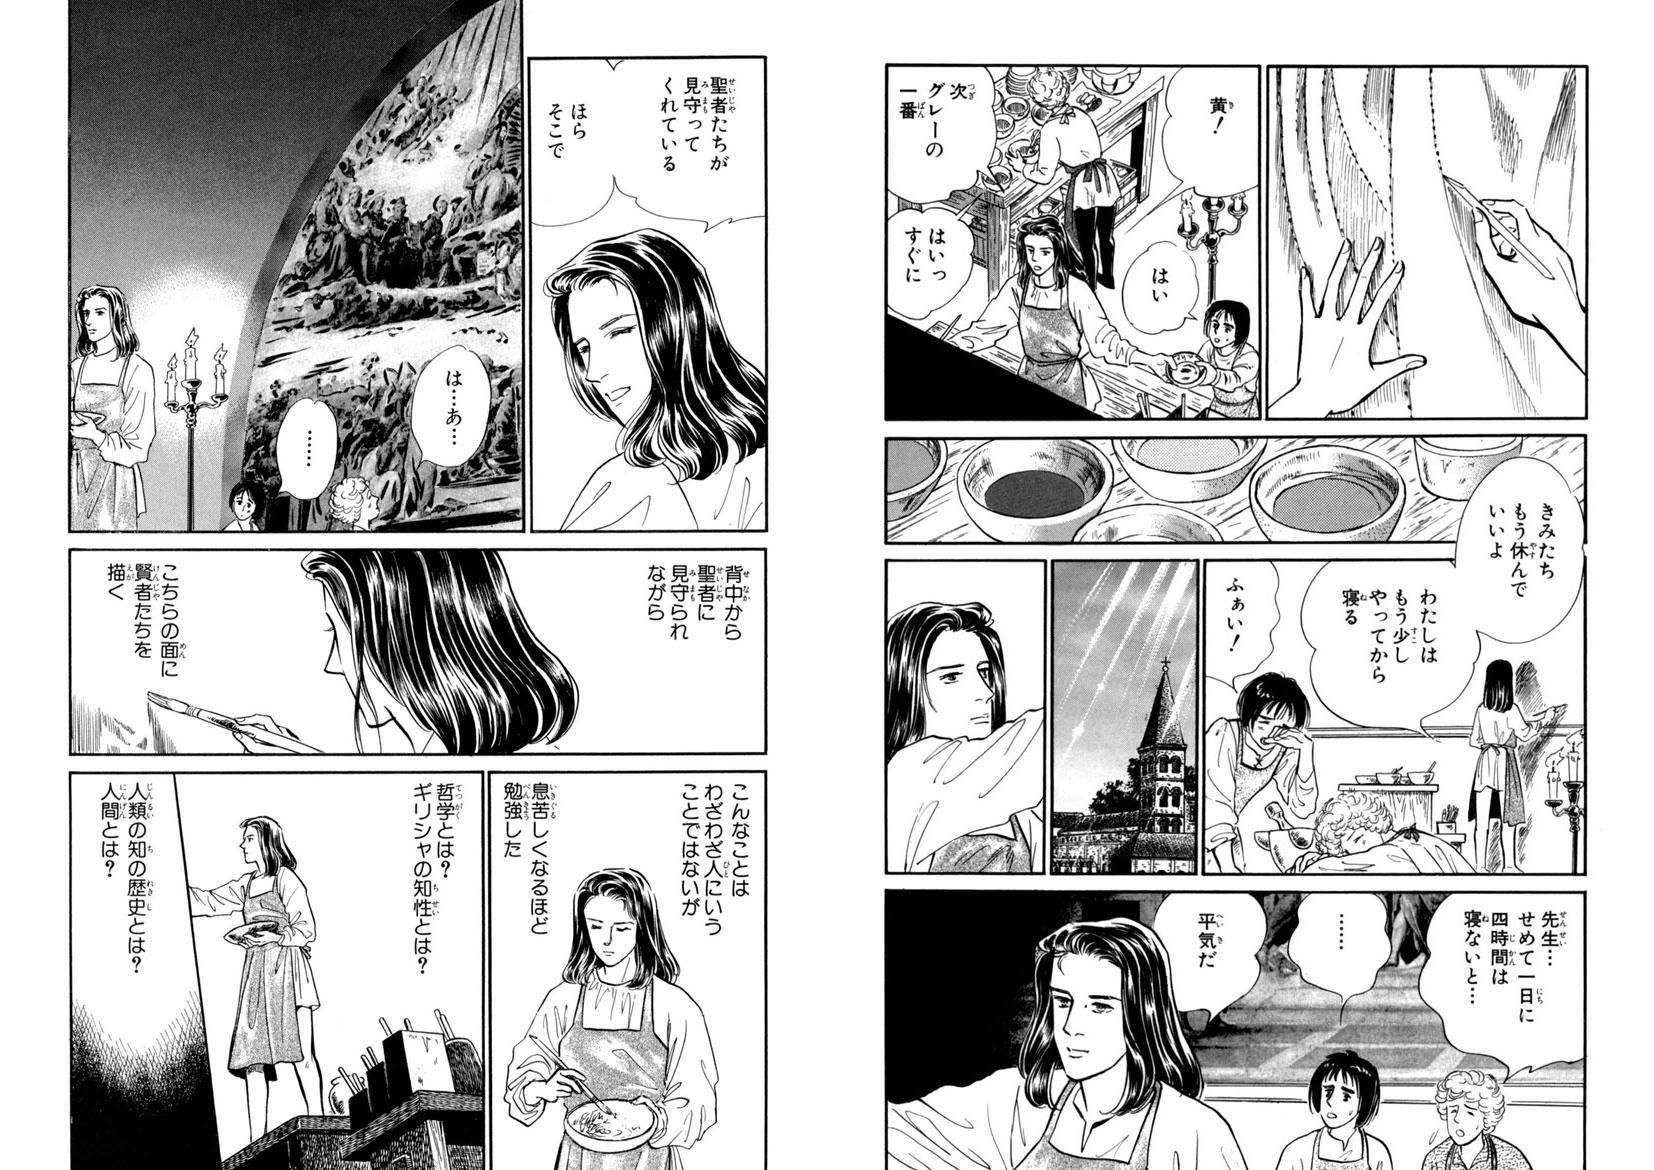 黄！
次
グレーの
一番
はい
はいっ
すぐに
きみたち
もう休んで
いいよ
わたしは
もう少し
やってから
寝る
ふぁい！
先生…
せめて一日に
四時間は
寝ないと…
……
平気だ
聖者たちが
見守って
くれている
ほら
そこで
は…あ…
……
背中から
聖者に
見守られ
ながら
こちらの面に
賢者たちを
描く
こんなことは
わざわざ人にいう
ことではないが
息苦しくなるほど
勉強した
哲学とは？
ギリシャの知性とは？
人類の知の歴史とは？
人間とは？